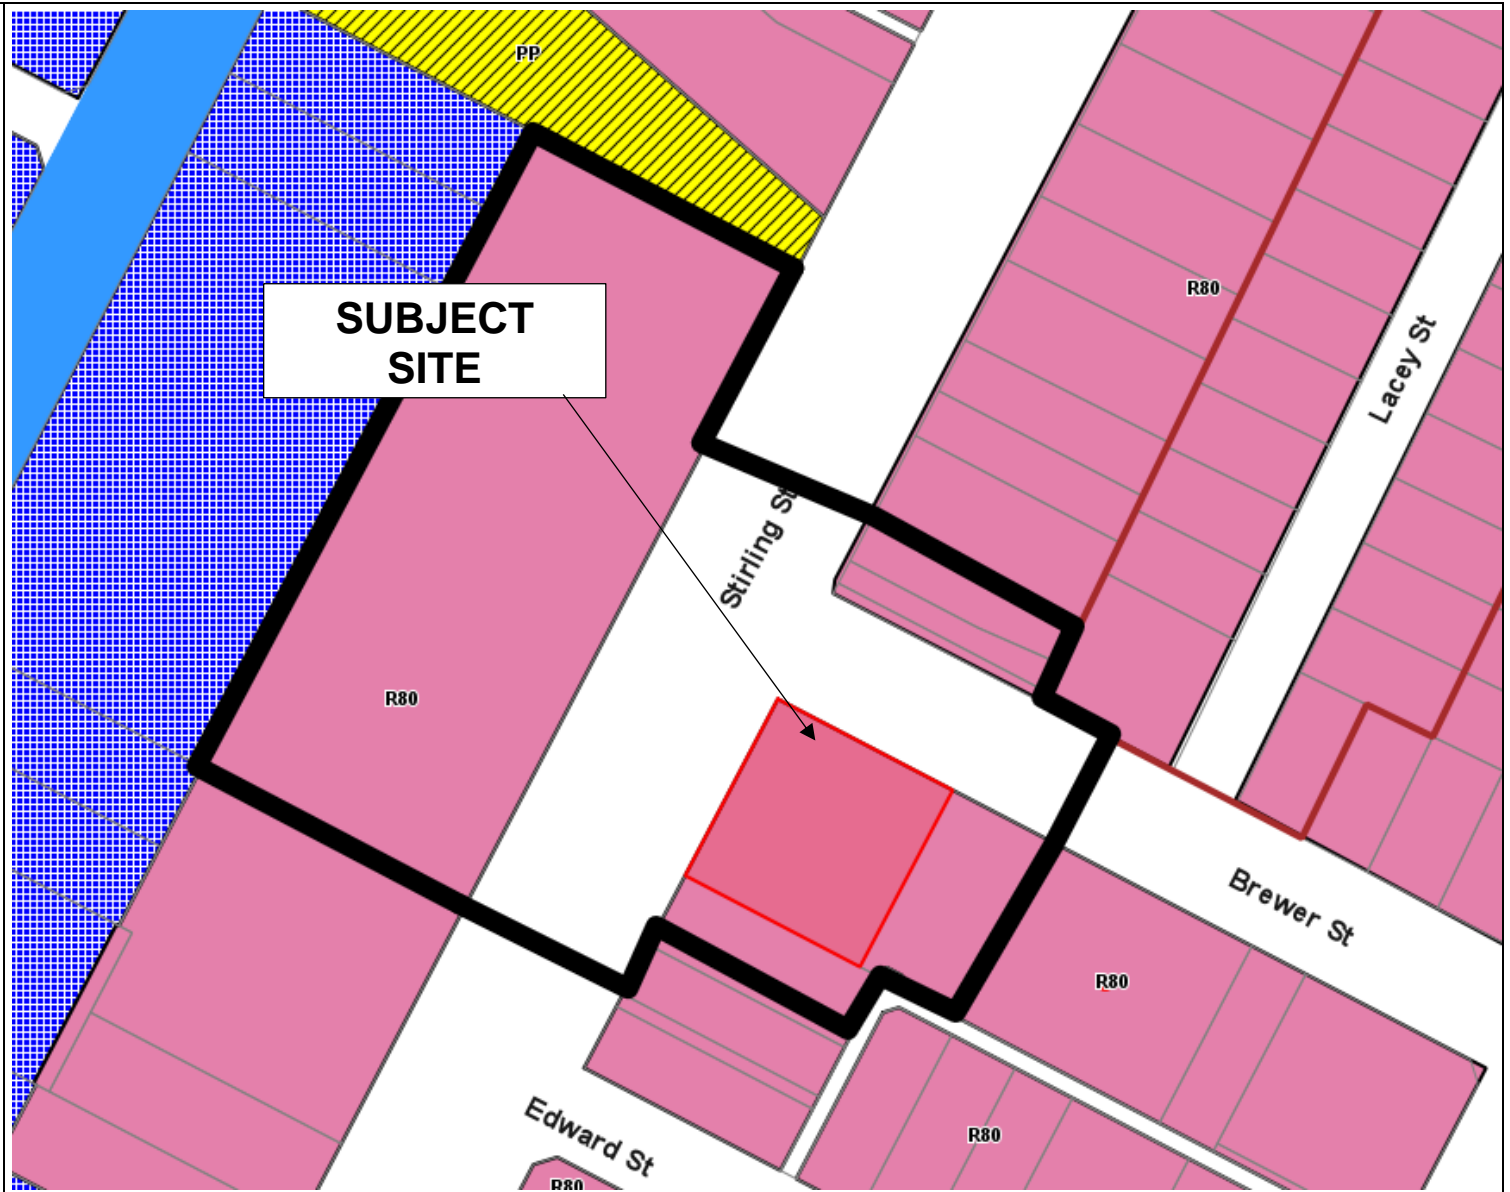 PP
SUBJECT
SITE
R80
Lacey St
Stirling St
R80
Brewer St
R80
R80
Edward St
R80